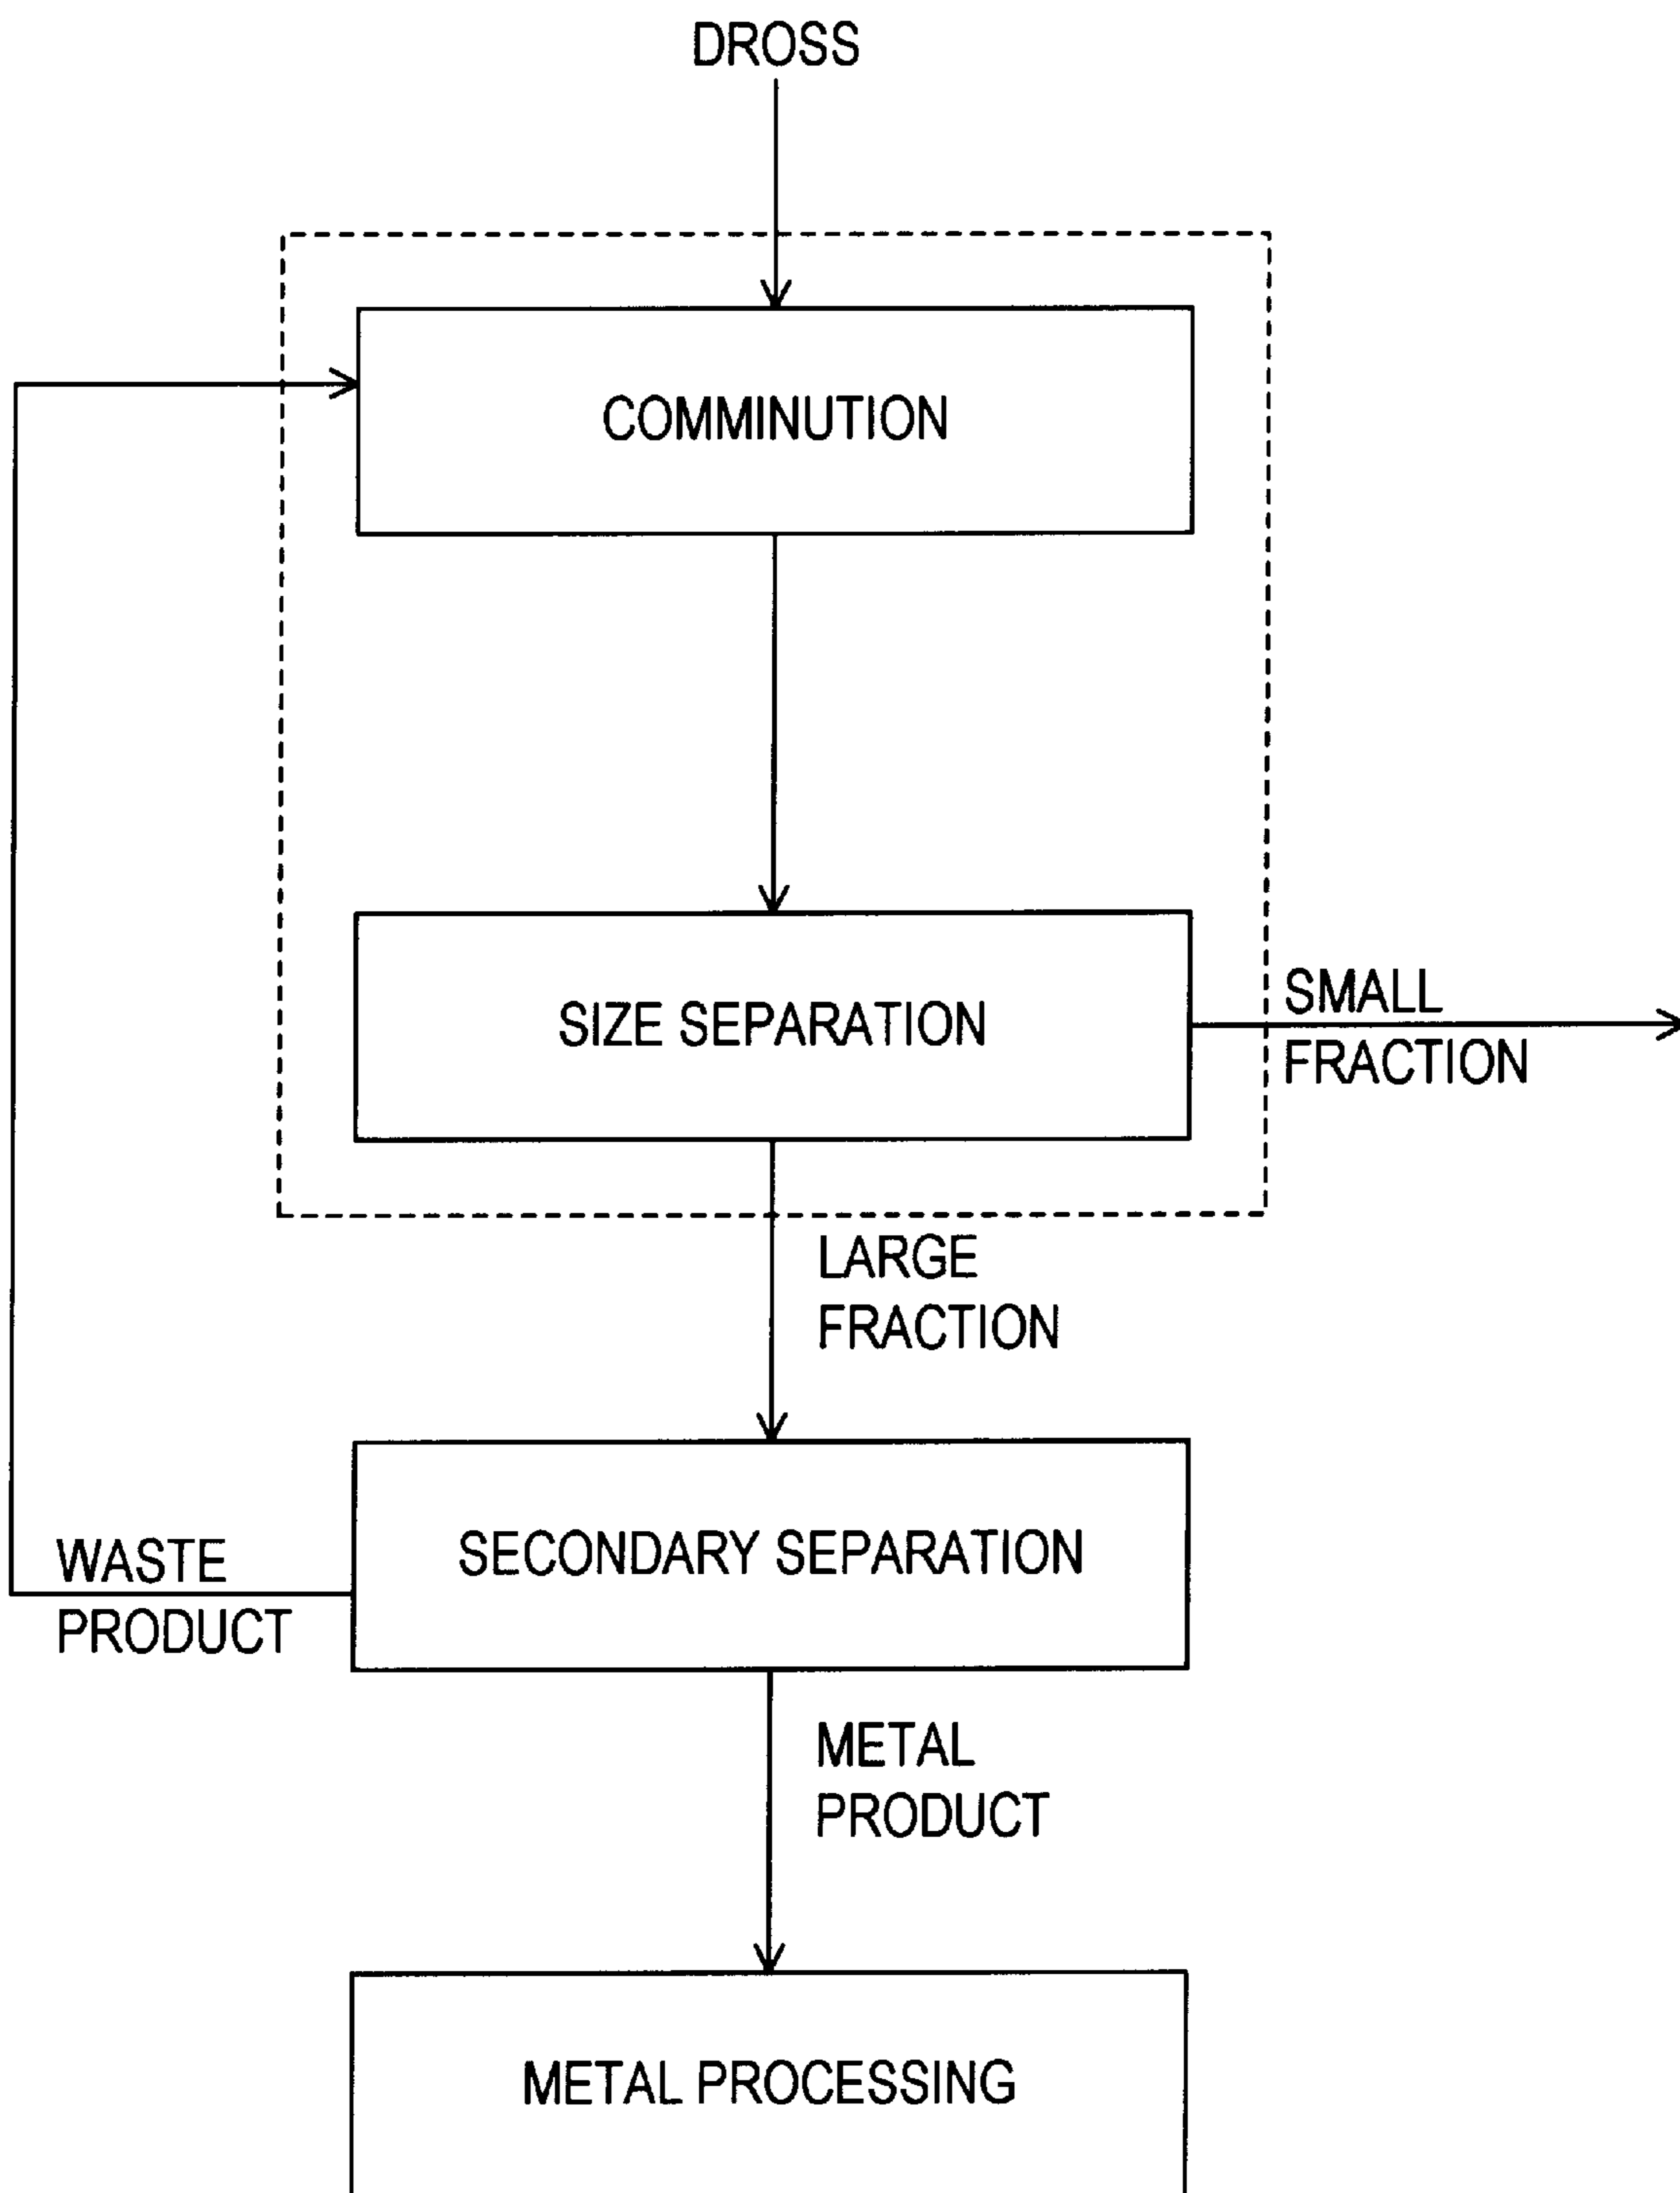 DROSS
COMMINUTION
SIZE SEPARATION
SMALL
FRACTION
LARGE
FRACTION
SECONDARY SEPARATION
WASTE
PRODUCT
METAL
PRODUCT
METAL PROCESSING